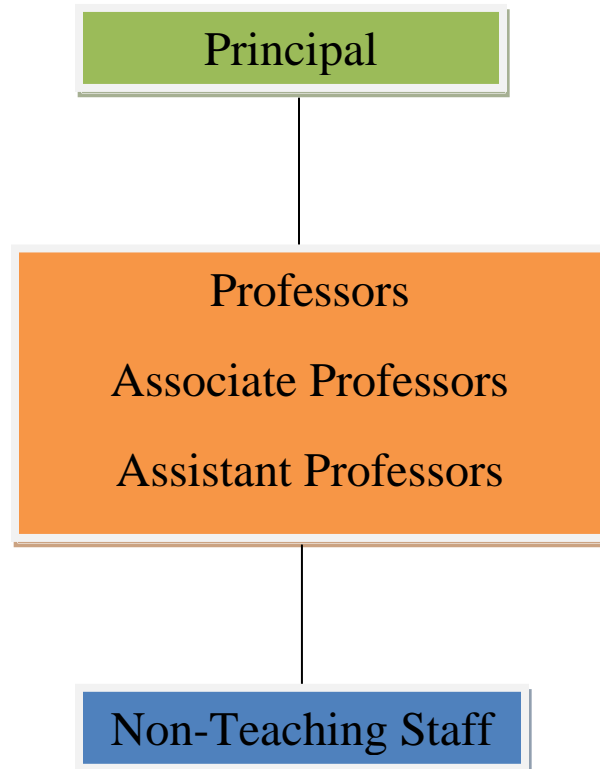 Principal
Professors
Associate Professors
Assistant Professors
Non-Teaching Staff